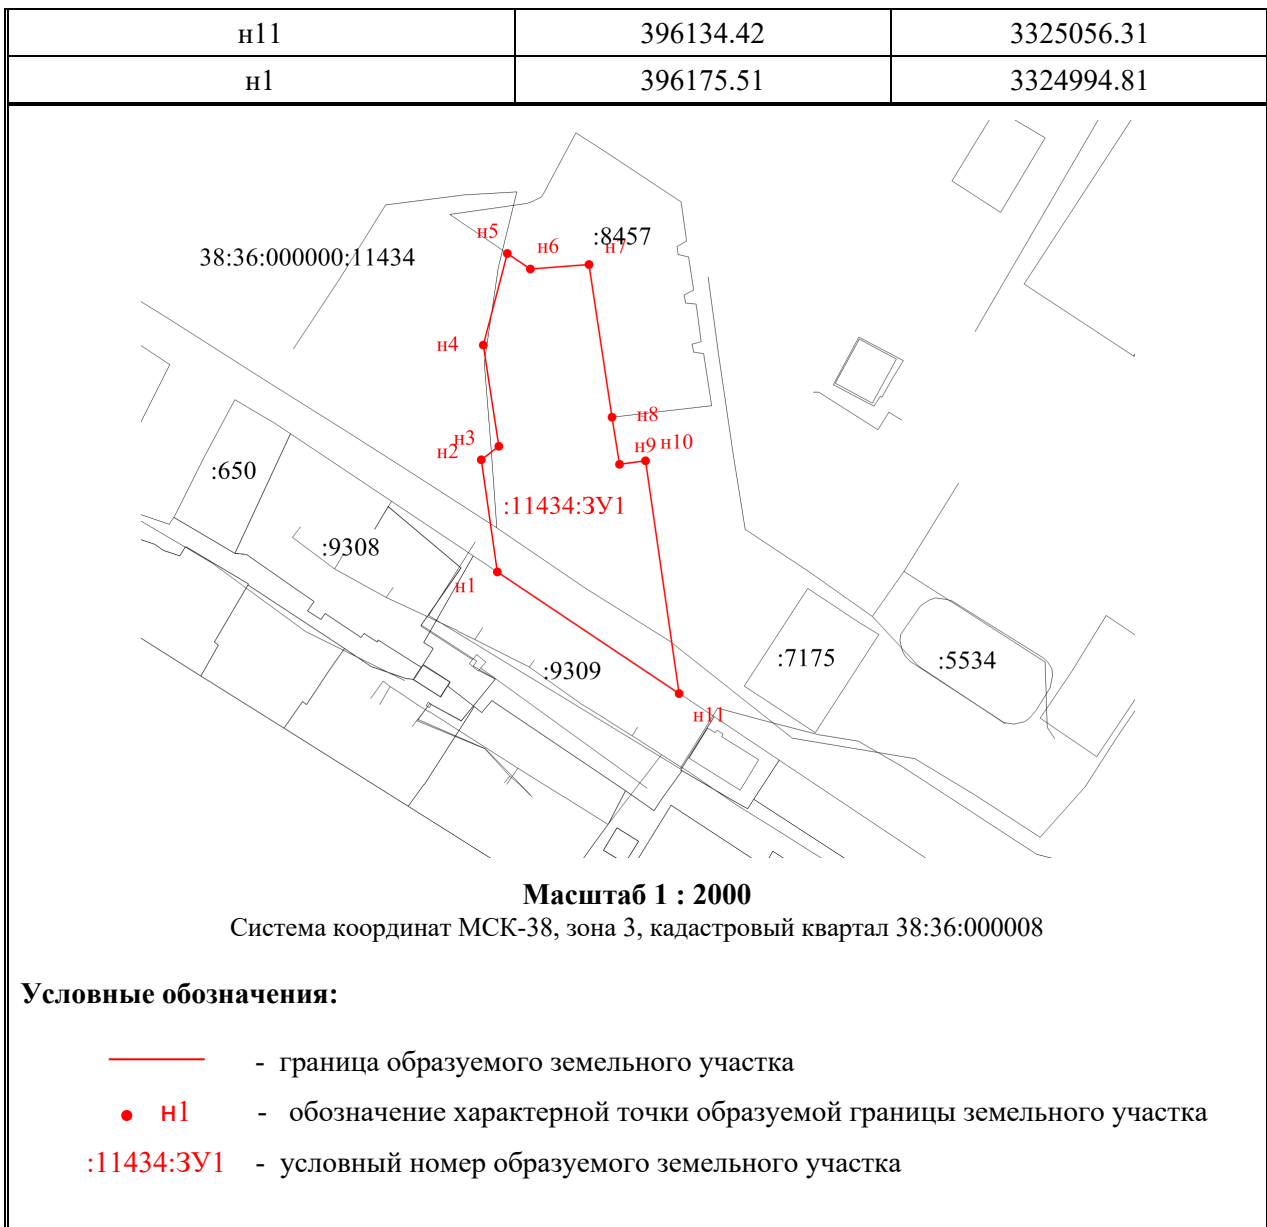 н11 396134.42 3325056.31
н1 396175.51 3324994.81
н5
н6
:8457
н7
38:36:000000:11434
н4
н8
н3
н2
н9
н10
:650
:11434:ЗУ1
:9308
н1
:7175
:5534
:9309
н11
Масштаб 1 : 2000
Система координат МСК-38, зона 3, кадастровый квартал 38:36:000008
Условные обозначения:
- граница образуемого земельного участка
н1 - обозначение характерной точки образуемой границы земельного участка
:11434:ЗУ1 - условный номер образуемого земельного участка